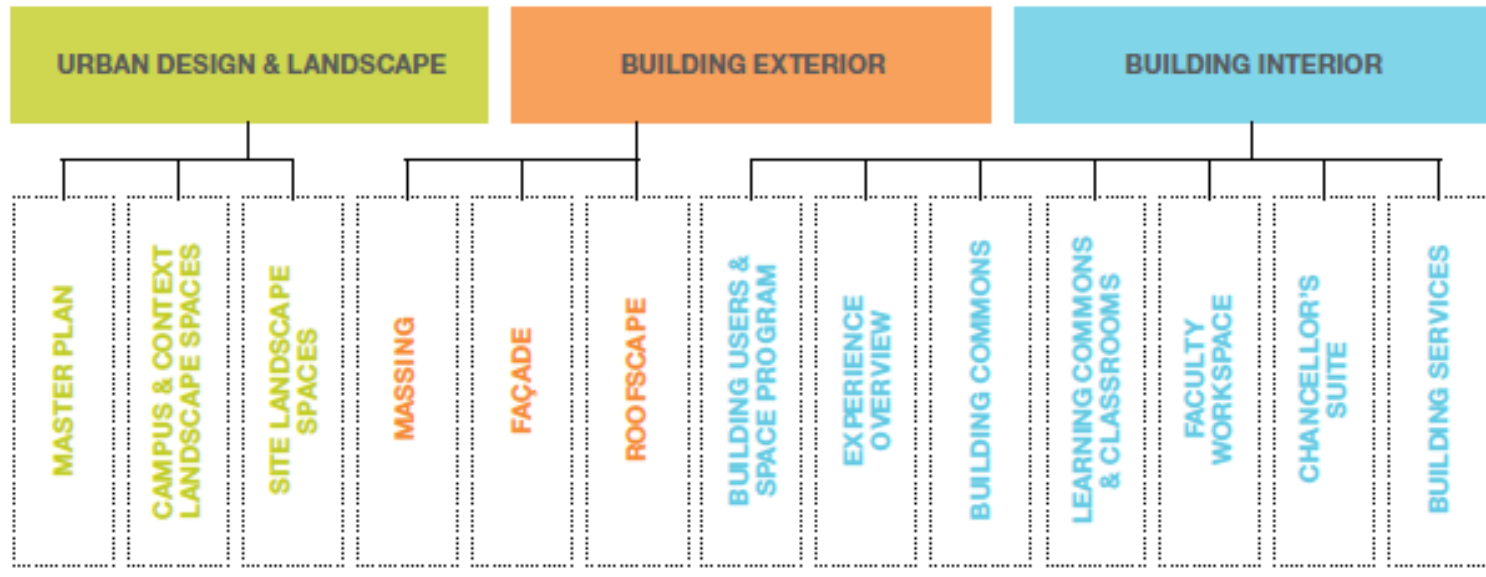 URBAN DESIGN & LANDSCAPE
BUILDING EXTERIOR
BUILDING INTERIOR
MASTER PLAN
CAMPUS & CONTEXT
LANDSCAPE SPACES
SITE LANDSCAPE
SPACES
MASSING
FAÇADE
ROOFSCAPE
BUILDING USERS &
SPACE PROGRAM
EXPERIENCE
OVERVIEW
BUILDING COMMONS
LEARNING COMMONS
& CLASSROOMS
FACULTY
WORKSPACE
CHANCELLOR'S
SUITE
BUILDING SERVICES